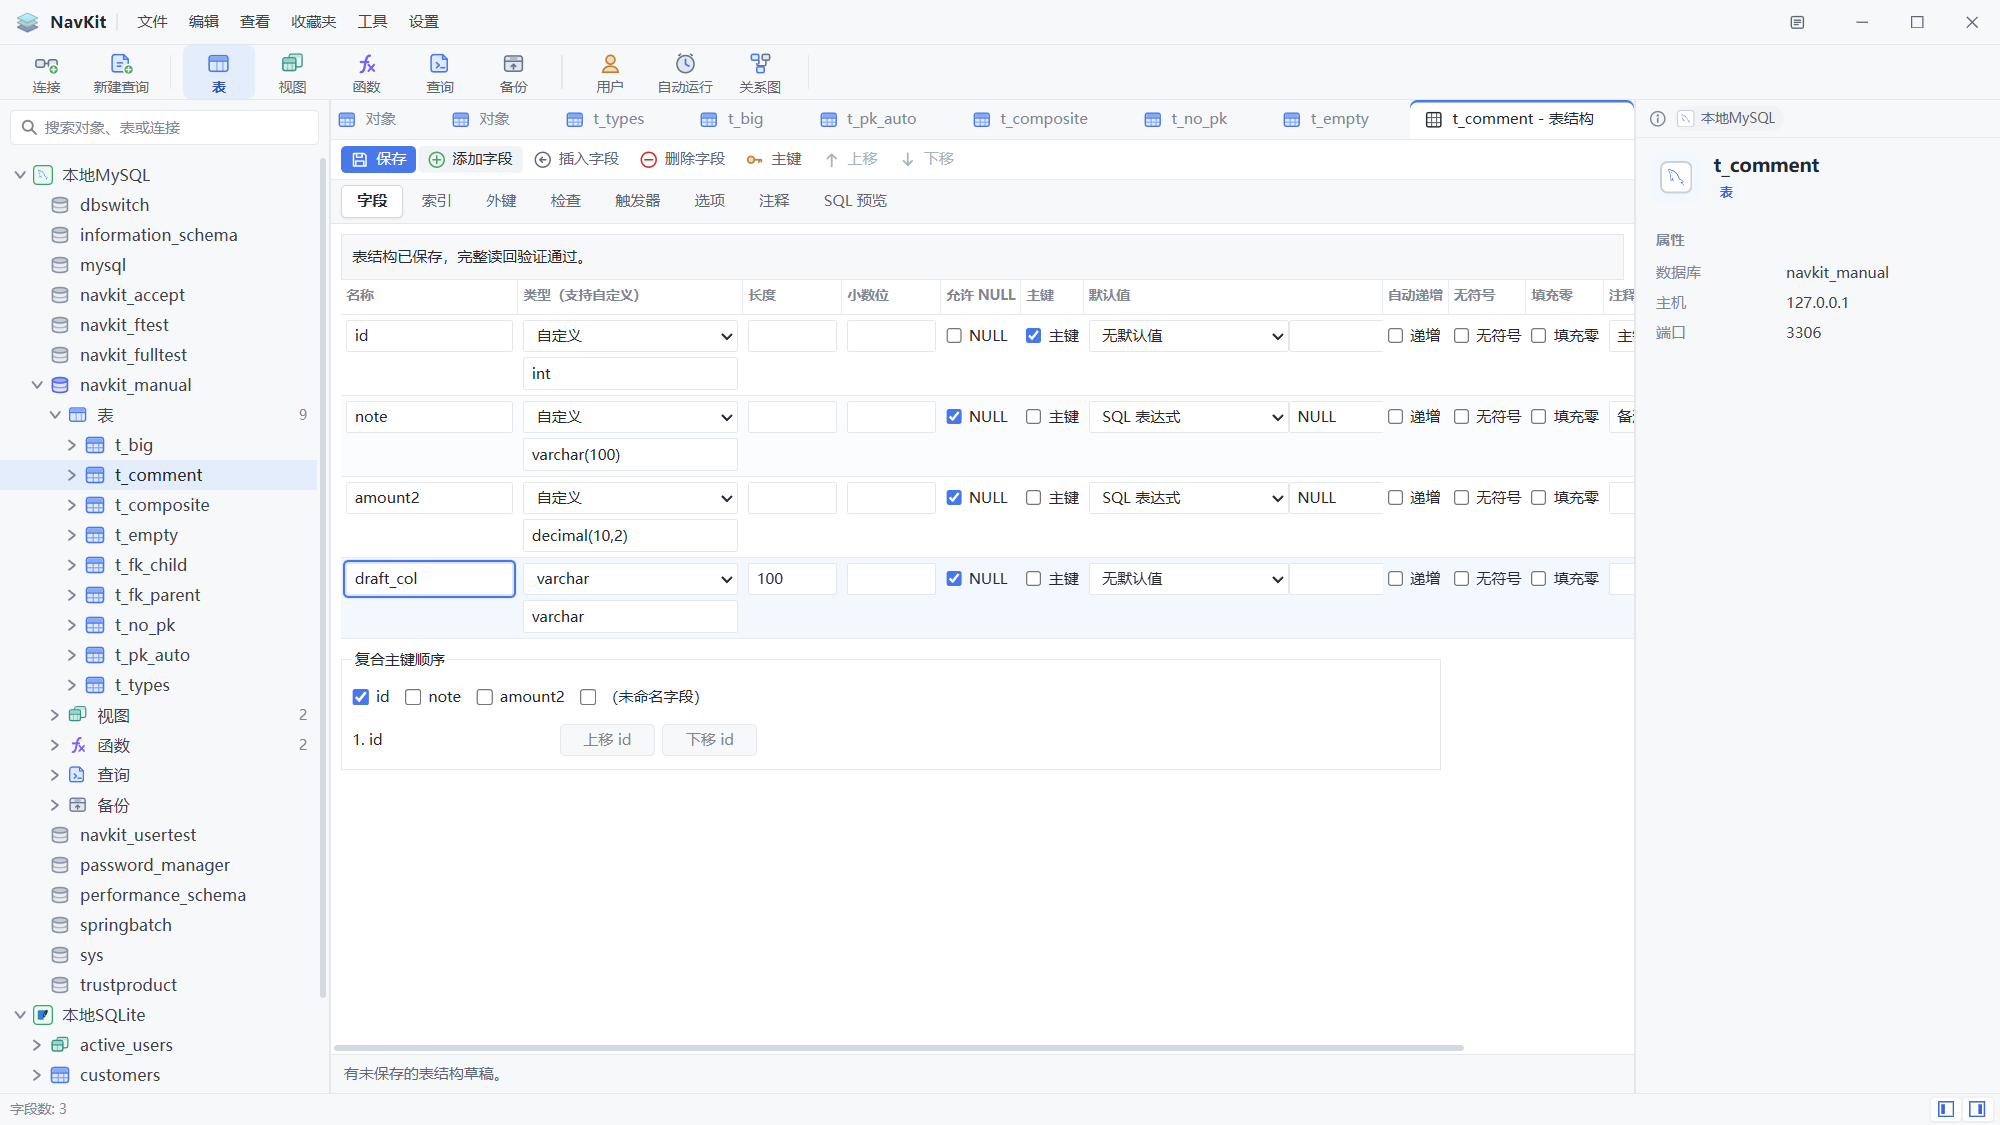 NavKit 文件 编辑 查看 收藏夹 工具 设置
连接 新建查询 表 视图 函数 查询 备份 用户 自动运行 关系图
搜索对象、表或连接
本地MySQL
dbswitch
information_schema
mysql
navkit_accept
navkit_ftest
navkit_fulltest
navkit_manual
表 9
t_big
t_comment
t_composite
t_empty
t_fk_child
t_fk_parent
t_no_pk
t_pk_auto
t_types
视图 2
函数 2
查询
备份
navkit_usertest
password_manager
performance_schema
springbatch
sys
trustproduct
本地SQLite
active_users
customers
对象 对象 t_types t_big t_pk_auto t_composite t_no_pk t_empty t_comment - 表结构
保存 添加字段 插入字段 删除字段 主键 上移 下移
字段 索引 外键 检查 触发器 选项 注释 SQL 预览
表结构已保存，完整读回验证通过。
名称 类型（支持自定义） 长度 小数位 允许 NULL 主键 默认值 自动递增 无符号 填充零 注释
id 自定义 NULL 主键 无默认值 递增 无符号 填充零 主
int
note 自定义 NULL 主键 SQL 表达式 NULL 递增 无符号 填充零 备
varchar(100)
amount2 自定义 NULL 主键 SQL 表达式 NULL 递增 无符号 填充零
decimal(10,2)
draft_col varchar 100 NULL 主键 无默认值 递增 无符号 填充零
varchar
复合主键顺序
id note amount2 (未命名字段)
1. id 上移 id 下移 id
有未保存的表结构草稿。
本地MySQL
t_comment
表
属性
数据库 navkit_manual
主机 127.0.0.1
端口 3306
字段数: 3